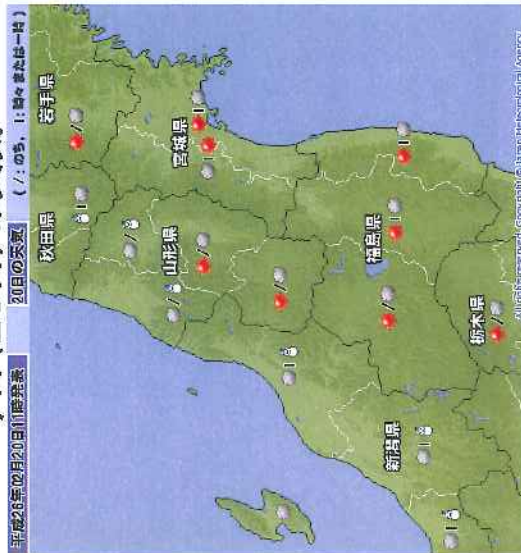 平成26年02月20日11時発表
20日の天気
( /: のち, |: 時々または一時 )
秋田県
岩手県
山形県
宮城県
新潟県
福島県
栃木県